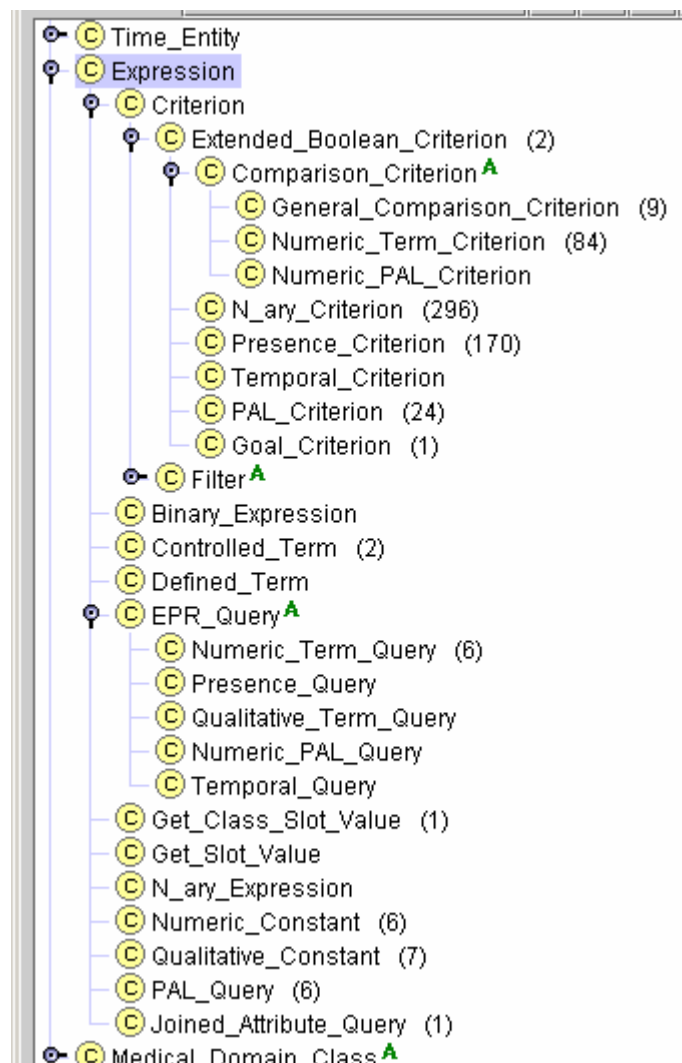 C Time_Entity
C Expression
C Criterion
C Extended_Boolean_Criterion (2)
C Comparison_Criterion A
C General_Comparison_Criterion (9)
C Numeric_Term_Criterion (84)
C Numeric_PAL_Criterion
C N_ary_Criterion (296)
C Presence_Criterion (170)
C Temporal_Criterion
C PAL_Criterion (24)
C Goal_Criterion (1)
C Filter A
C Binary_Expression
C Controlled_Term (2)
C Defined_Term
C EPR_Query A
C Numeric_Term_Query (6)
C Presence_Query
C Qualitative_Term_Query
C Numeric_PAL_Query
C Temporal_Query
C Get_Class_Slot_Value (1)
C Get_Slot_Value
C N_ary_Expression
C Numeric_Constant (6)
C Qualitative_Constant (7)
C PAL_Query (6)
C Joined_Attribute_Query (1)
C Medical_Domain_Class A